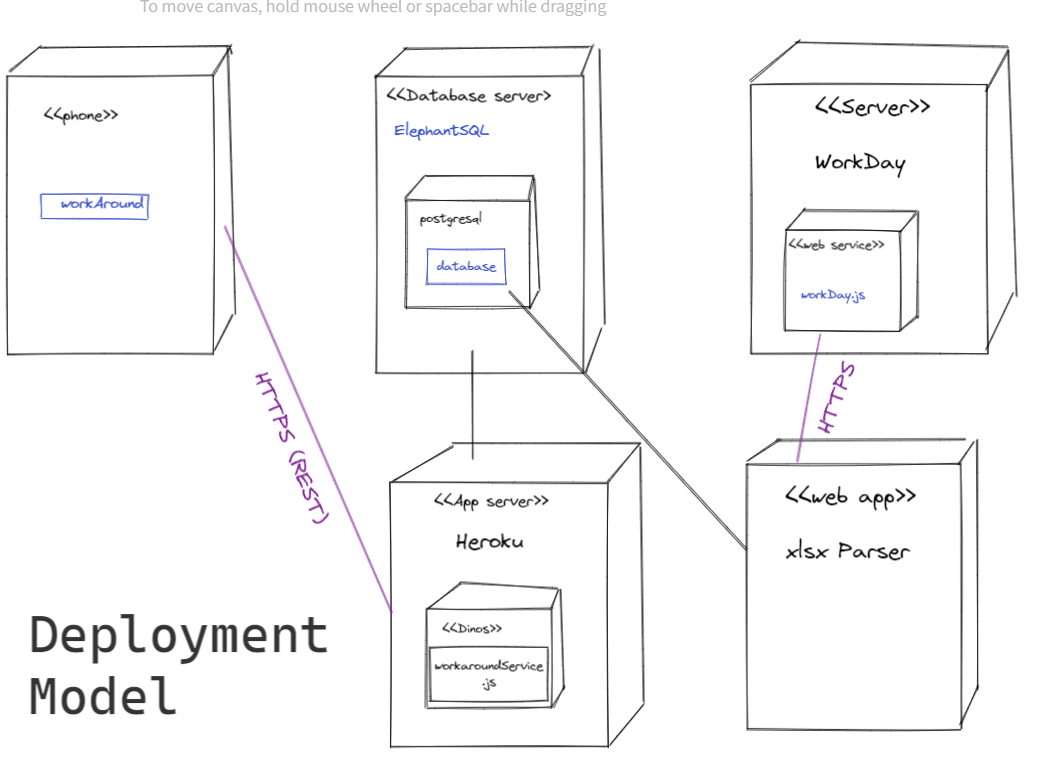 To move canvas, hold mouse wheel or spacebar while dragging
<<phone>>
workAround
<<Database server>
ElephantSQL
postgresql
database
<<Server>>
WorkDay
<<web service>>
workDay.js
HTTPS (REST)
HTTPS
<<App server>>
Heroku
<<Dinos>>
workaroundService
.js
<<web app>>
xlsx Parser
Deployment
Model